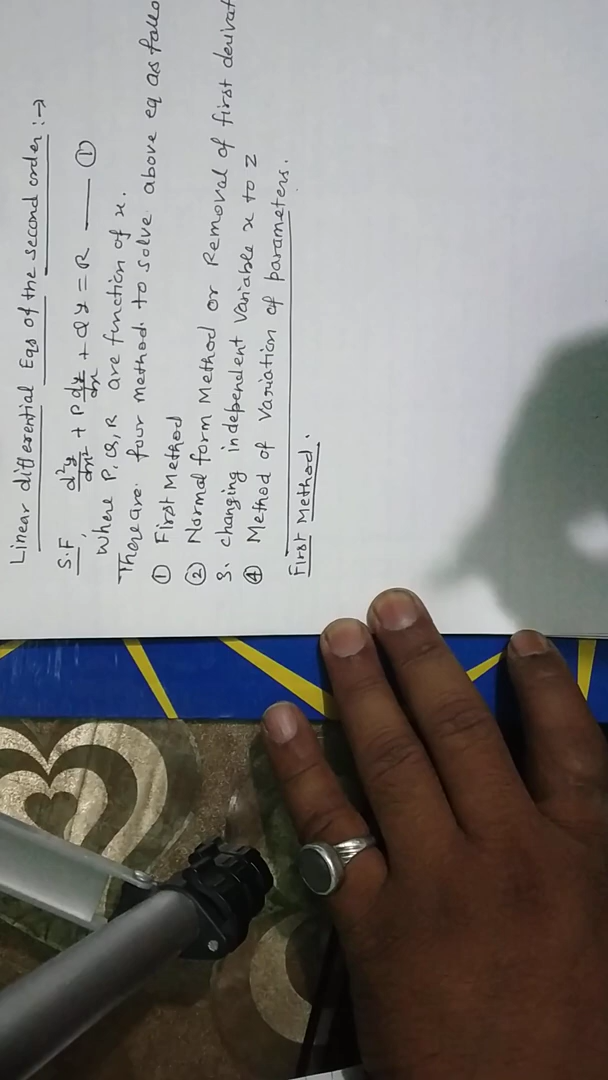 Linear differential Eqs of the second order :→
S.F, d²y/dx² + P dy/dx + Qy = R —— ①
where P, Q, R are function of x.
There are four method to solve above eq as follo
① First Method
② Normal form Method or Removal of first derivat
3. changing independent Variable x to Z
④ Method of Variation of parameters.
First Method.